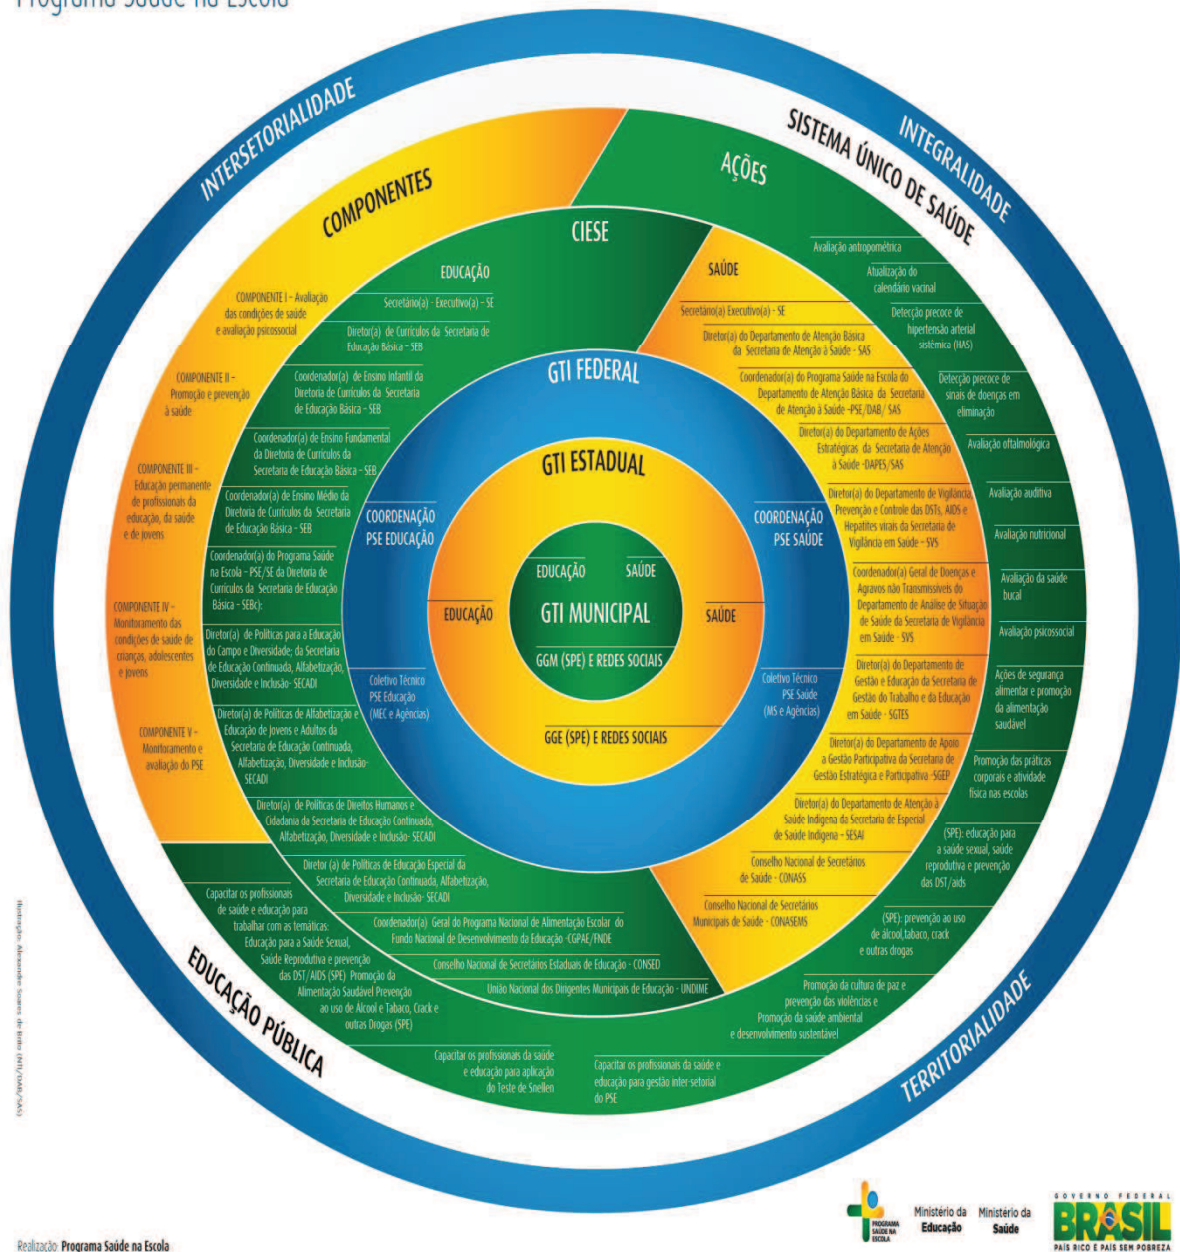 Programa Saúde na Escola
INTERSETORIALIDADE
INTEGRALIDADE
TERRITORIALIDADE
SISTEMA ÚNICO DE SAÚDE
EDUCAÇÃO PÚBLICA
COMPONENTES
COMPONENTE I – Avaliação
das condições de saúde
e avaliação psicossocial
COMPONENTE II –
Promoção e prevenção
à saúde
COMPONENTE III –
Educação permanente
de profissionais da
educação, da saúde
e de jovens
COMPONENTE IV –
Monitoramento das
condições de saúde de
crianças, adolescentes
e jovens
COMPONENTE V –
Monitoramento e
avaliação do PSE
AÇÕES
Avaliação antropométrica
Atualização do
calendário vacinal
Detecção precoce de
hipertensão arterial
sistêmica (HAS)
Detecção precoce de
sinais de doenças em
eliminação
Avaliação oftalmológica
Avaliação auditiva
Avaliação nutricional
Avaliação da saúde
bucal
Avaliação psicossocial
Ações de segurança
alimentar e promoção
da alimentação
saudável
Promoção das práticas
corporais e atividade
física nas escolas
(SPE): educação para
a saúde sexual, saúde
reprodutiva e prevenção
das DST/aids
(SPE): prevenção ao uso
de álcool,tabaco, crack
e outras drogas
Promoção da cultura de paz e
prevenção das violências e
Promoção da saúde ambiental
e desenvolvimento sustentável
Capacitar os profissionais da saúde e
educação para gestão inter-setorial
do PSE
Capacitar os profissionais da saúde
e educação para aplicação
do Teste de Snellen
Capacitar os profissionais
de saúde e educação para
trabalhar com as temáticas:
Educação para a Saúde Sexual,
Saúde Reprodutiva e prevenção
das DST/AIDS (SPE) Promoção da
Alimentação Saudável Prevenção
ao uso de Álcool e Tabaco, Crack e
outras Drogas (SPE)
CIESE
EDUCAÇÃO
Secretário(a) - Executivo(a) – SE
Diretor(a) de Currículos da Secretaria de
Educação Básica – SEB
Coordenador(a) de Ensino Infantil da
Diretoria de Currículos da Secretaria
de Educação Básica – SEB
Coordenador(a) de Ensino Fundamental
da Diretoria de Currículos da
Secretaria de Educação Básica – SEB
Coordenador(a) de Ensino Médio da
Diretoria de Currículos da Secretaria
de Educação Básica - SEB
Coordenador(a) do Programa Saúde
na Escola – PSE/SE da Diretoria de
Currículos da Secretaria de Educação
Básica – SEBc):
Diretor(a) de Políticas para a Educação
do Campo e Diversidade; da Secretaria
de Educação Continuada, Alfabetização,
Diversidade e Inclusão- SECADI
Diretor(a) de Políticas de Alfabetização e
Educação de Jovens e Adultos da
Secretaria de Educação Continuada,
Alfabetização, Diversidade e Inclusão-
SECADI
Diretor(a) de Políticas de Direitos Humanos e
Cidadania da Secretaria de Educação Continuada,
Alfabetização, Diversidade e Inclusão- SECADI
Diretor (a) de Políticas de Educação Especial da
Secretaria de Educação Continuada, Alfabetização,
Diversidade e Inclusão- SECADI
Coordenador(a) Geral do Programa Nacional de Alimentação Escolar do
Fundo Nacional de Desenvolvimento da Educação -CGPAE/FNDE
Conselho Nacional de Secretários Estaduais de Educação - CONSED
União Nacional dos Dirigentes Municipais de Educação - UNDIME
SAÚDE
Secretário(a) Executivo(a) - SE
Diretor(a) do Departamento de Atenção Básica
da Secretaria de Atenção à Saúde - SAS
Coordenador(a) do Programa Saúde na Escola do
Departamento de Atenção Básica da Secretaria
de Atenção à Saúde -PSE/DAB/ SAS
Diretor(a) do Departamento de Ações
Estratégicas da Secretaria de Atenção
à Saúde -DAPES/SAS
Diretor(a) do Departamento de Vigilância,
Prevenção e Controle das DSTs, AIDS e
Hepatites virais da Secretaria de
Vigilância em Saúde – SVS
Coordenador(a) Geral de Doenças e
Agravos não Transmissíveis do
Departamento de Análise de Situação
de Saúde da Secretaria de Vigilância
em Saúde - SVS
Diretor(a) do Departamento de
Gestão e Educação da Secretaria de
Gestão do Trabalho e da Educação
em Saúde - SGTES
Diretor(a) do Departamento de Apoio
a Gestão Participativa da Secretaria de
Gestão Estratégica e Participativa -SGEP
Diretor(a) do Departamento de Atenção à
Saúde Indígena da Secretaria de Especial
de Saúde Indígena – SESAI
Conselho Nacional de Secretários
de Saúde - CONASS
Conselho Nacional de Secretários
Municipais de Saúde - CONASEMS
GTI FEDERAL
COORDENAÇÃO
PSE EDUCAÇÃO
Coletivo Técnico
PSE Educação
(MEC e Agências)
COORDENAÇÃO
PSE SAÚDE
Coletivo Técnico
PSE Saúde
(MS e Agências)
GTI ESTADUAL
EDUCAÇÃO
SAÚDE
GGE (SPE) E REDES SOCIAIS
EDUCAÇÃO
SAÚDE
GTI MUNICIPAL
GGM (SPE) E REDES SOCIAIS
Ilustração: Alexandre Soares de Brito (NTI/DAB/SAS)
Realização: Programa Saúde na Escola
PROGRAMA
SAÚDE NA
ESCOLA
Ministério da
Educação
Ministério da
Saúde
GOVERNO FEDERAL
BRASIL
PAÍS RICO É PAÍS SEM POBREZA